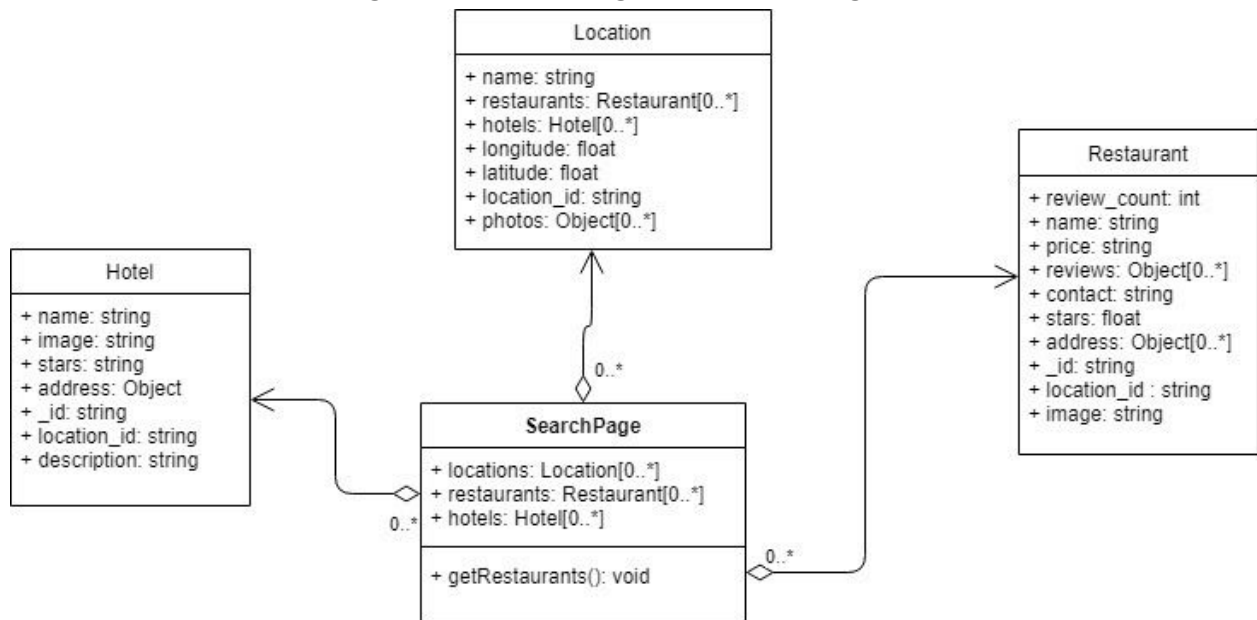 Location
+ name: string
+ restaurants: Restaurant[0..*]
+ hotels: Hotel[0..*]
+ longitude: float
+ latitude: float
+ location_id: string
+ photos: Object[0..*]
Restaurant
+ review_count: int
+ name: string
+ price: string
+ reviews: Object[0..*]
+ contact: string
+ stars: float
+ address: Object[0..*]
+ _id: string
+ location_id : string
+ image: string
Hotel
+ name: string
+ image: string
+ stars: string
+ address: Object
+ _id: string
+ location_id: string
+ description: string
0..*
SearchPage
+ locations: Location[0..*]
+ restaurants: Restaurant[0..*]
+ hotels: Hotel[0..*]
0..*
+ getRestaurants(): void
0..*